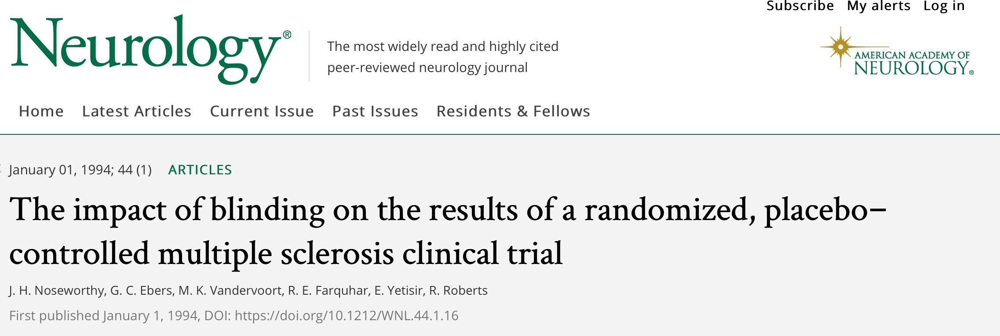 Subscribe My alerts Log in
Neurology®
The most widely read and highly cited
peer-reviewed neurology journal
AMERICAN ACADEMY OF
NEUROLOGY®
Home Latest Articles Current Issue Past Issues Residents & Fellows
January 01, 1994; 44 (1) ARTICLES
The impact of blinding on the results of a randomized, placebo–
controlled multiple sclerosis clinical trial
J. H. Noseworthy, G. C. Ebers, M. K. Vandervoort, R. E. Farquhar, E. Yetisir, R. Roberts
First published January 1, 1994, DOI: https://doi.org/10.1212/WNL.44.1.16